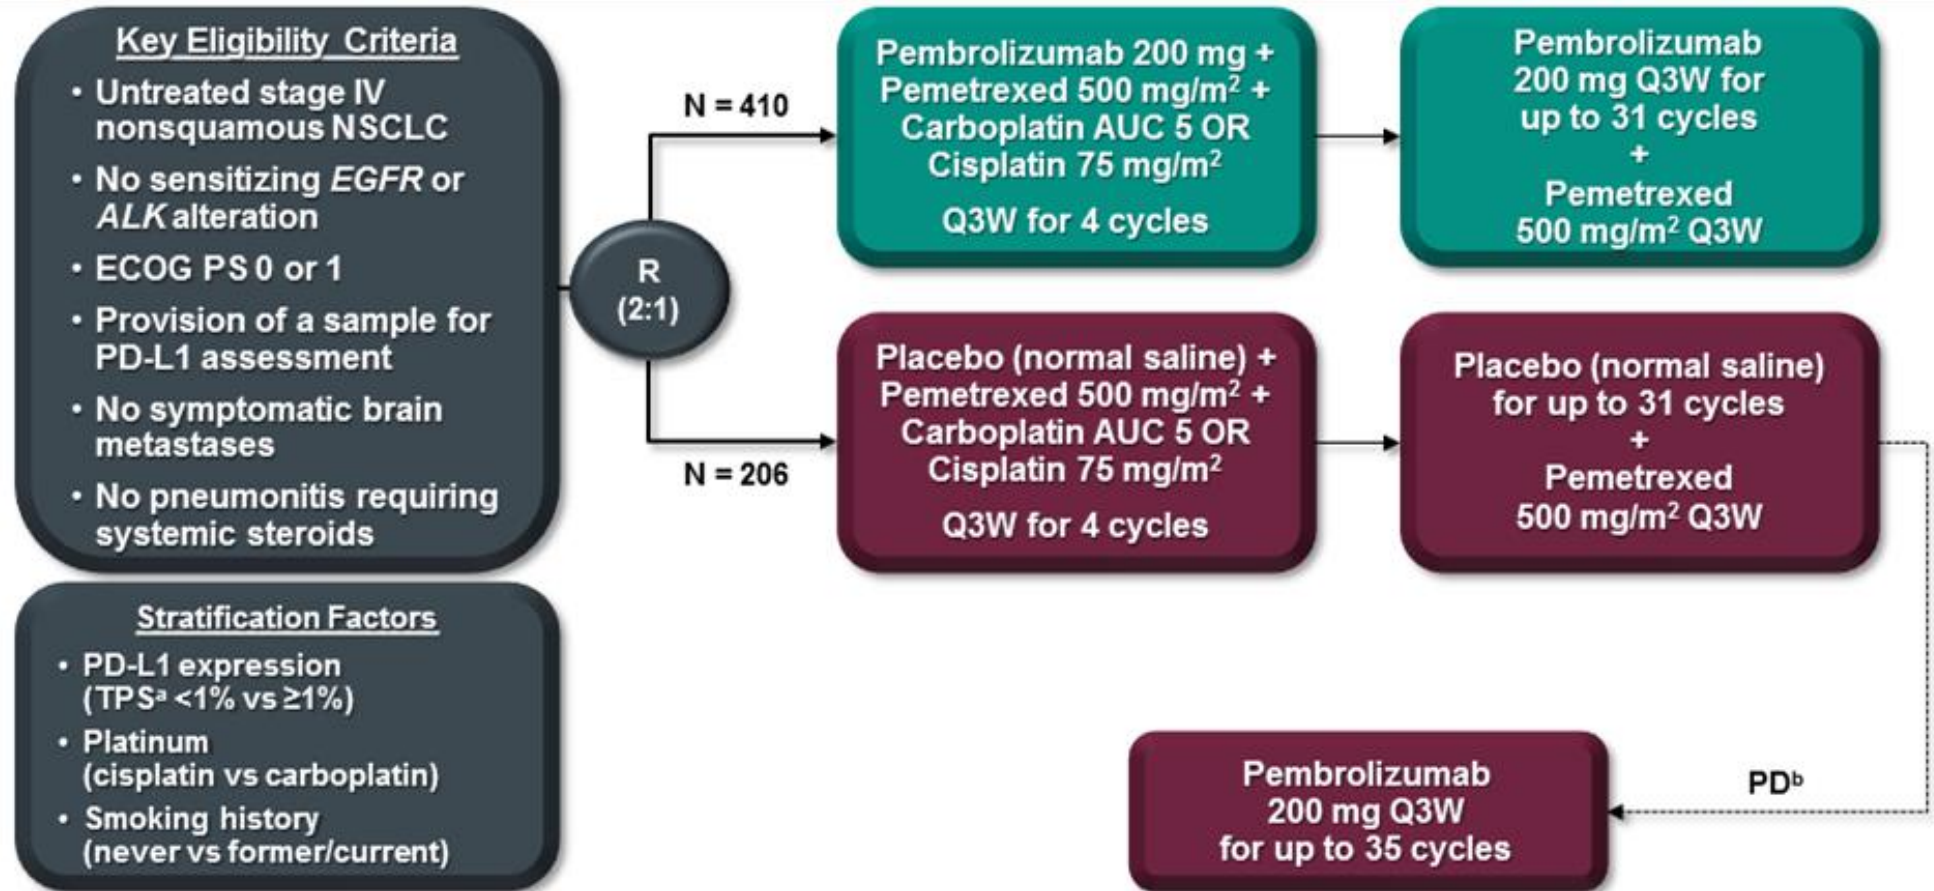 Key Eligibility Criteria
• Untreated stage IV
nonsquamous NSCLC
• No sensitizing EGFR or
ALK alteration
• ECOG PS 0 or 1
• Provision of a sample for
PD-L1 assessment
• No symptomatic brain
metastases
• No pneumonitis requiring
systemic steroids
Stratification Factors
• PD-L1 expression
(TPSᵃ <1% vs ≥1%)
• Platinum
(cisplatin vs carboplatin)
• Smoking history
(never vs former/current)
R
(2:1)
N = 410
Pembrolizumab 200 mg +
Pemetrexed 500 mg/m² +
Carboplatin AUC 5 OR
Cisplatin 75 mg/m²
Q3W for 4 cycles
Pembrolizumab
200 mg Q3W for
up to 31 cycles
+
Pemetrexed
500 mg/m² Q3W
N = 206
Placebo (normal saline) +
Pemetrexed 500 mg/m² +
Carboplatin AUC 5 OR
Cisplatin 75 mg/m²
Q3W for 4 cycles
Placebo (normal saline)
for up to 31 cycles
+
Pemetrexed
500 mg/m² Q3W
PDᵇ
Pembrolizumab
200 mg Q3W
for up to 35 cycles